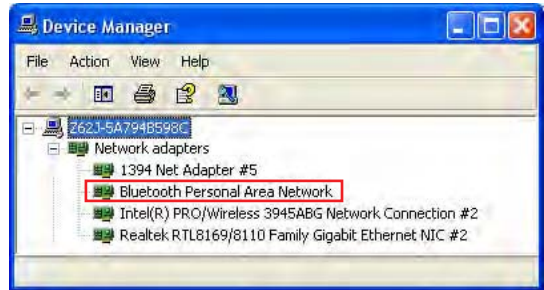 Device Manager
File Action View Help
Z62J-5A794B598C
Network adapters
1394 Net Adapter #5
Bluetooth Personal Area Network
Intel(R) PRO/Wireless 3945ABG Network Connection #2
Realtek RTL8169/8110 Family Gigabit Ethernet NIC #2